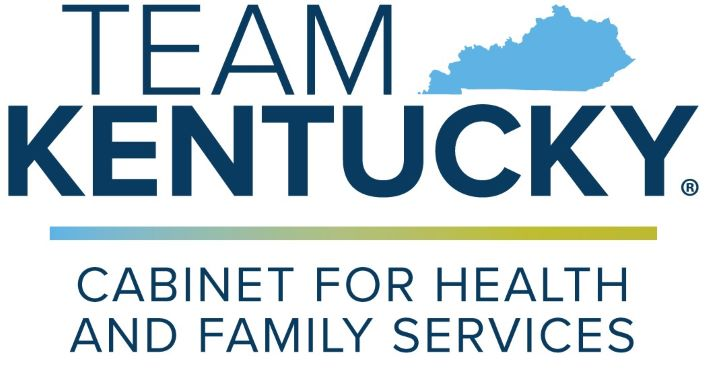 TEAM
KENTUCKY®
CABINET FOR HEALTH
AND FAMILY SERVICES